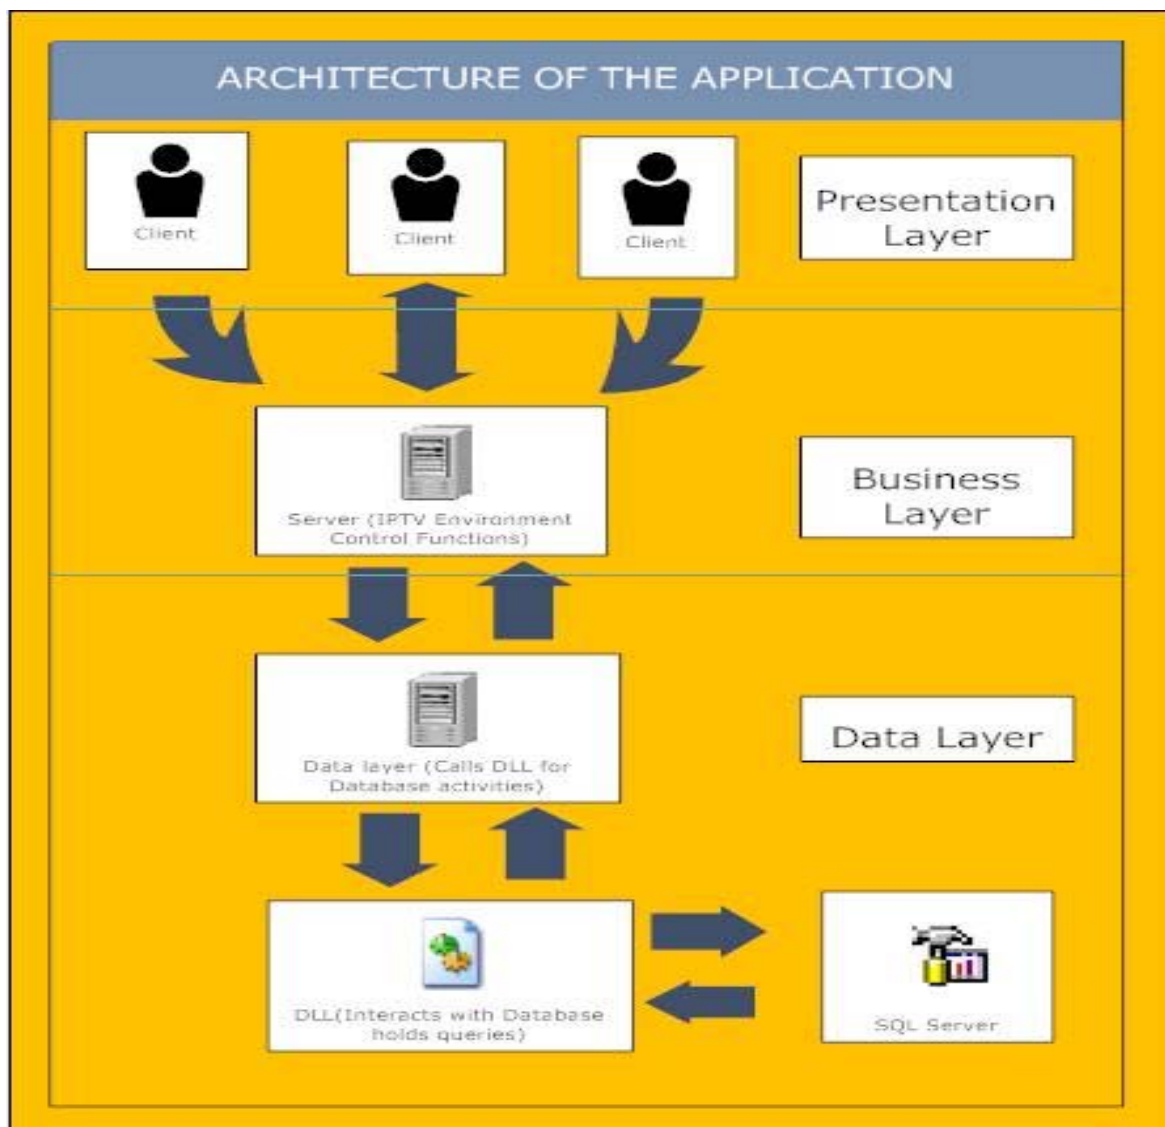 ARCHITECTURE OF THE APPLICATION
Client
Client
Client
Presentation
Layer
Server (IPTV Environment
Control Functions)
Business
Layer
Data layer (Calls DLL for
Database activities)
Data Layer
DLL(Interacts with Database
holds queries)
SQL Server